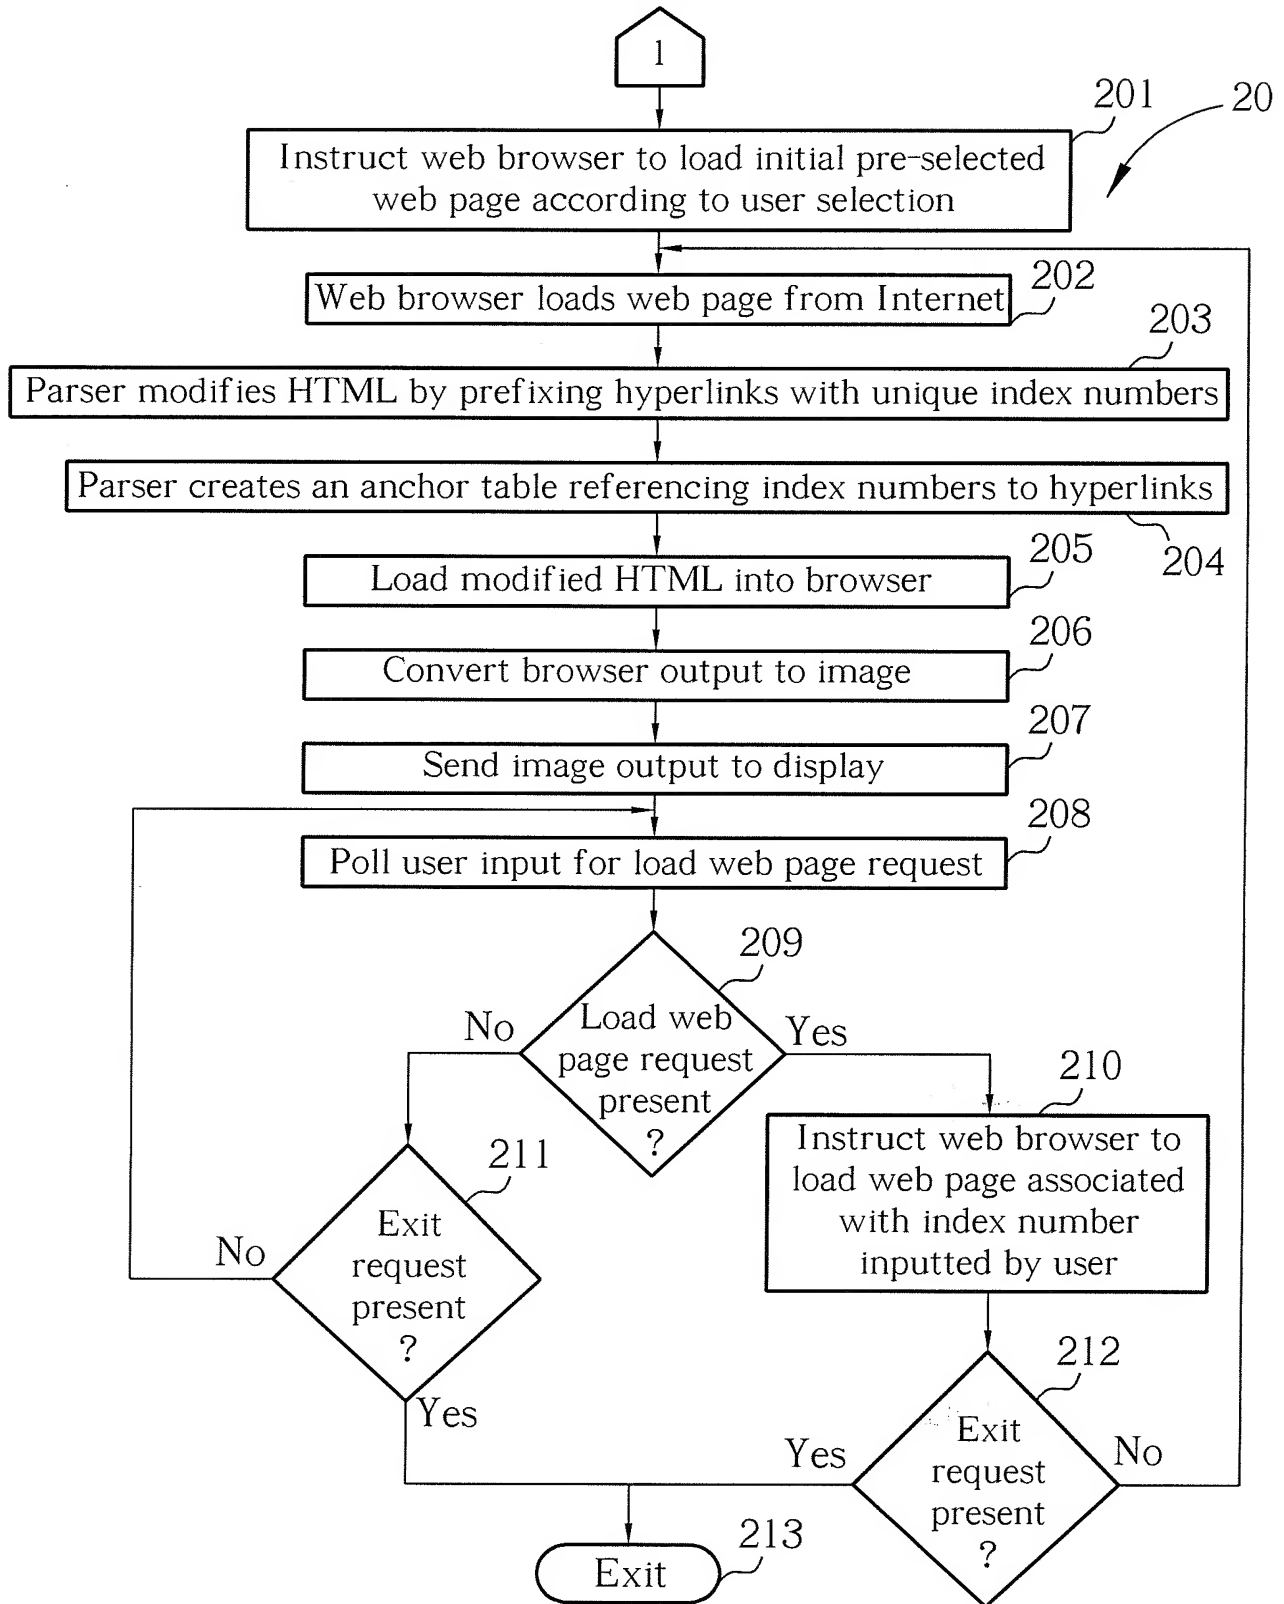 1
201
20
Instruct web browser to load initial pre-selected
web page according to user selection
202
Web browser loads web page from Internet
203
Parser modifies HTML by prefixing hyperlinks with unique index numbers
Parser creates an anchor table referencing index numbers to hyperlinks
204
205
Load modified HTML into browser
206
Convert browser output to image
207
Send image output to display
208
Poll user input for load web page request
209
Load web
page request
present
?
No
Yes
210
Instruct web browser to
load web page associated
with index number
inputted by user
211
Exit
request
present
?
No
Yes
212
Exit
request
present
?
Yes
No
213
Exit